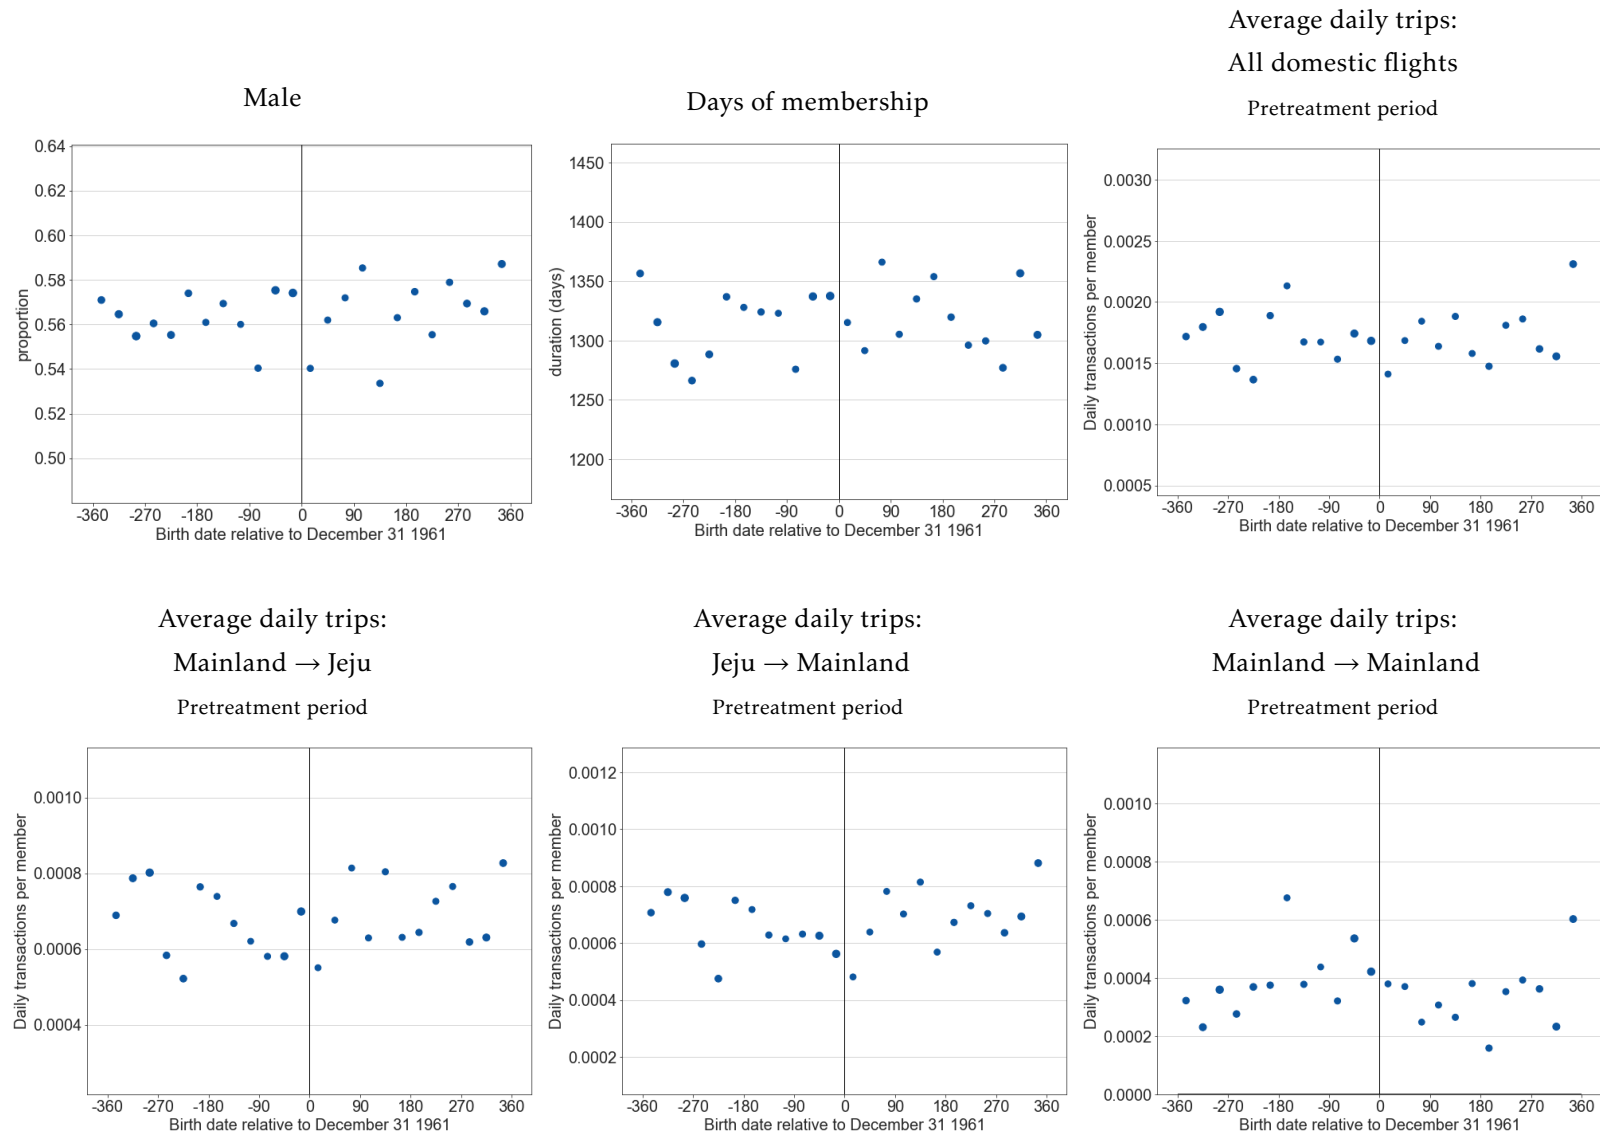 Male
0.64
0.62
0.60
0.58
0.56
0.54
0.52
0.50
proportion
-360 -270 -180 -90 0 90 180 270 360
Birth date relative to December 31 1961
Days of membership
1450
1400
1350
1300
1250
1200
duration (days)
-360 -270 -180 -90 0 90 180 270 360
Birth date relative to December 31 1961
Average daily trips:
All domestic flights
Pretreatment period
0.0030
0.0025
0.0020
0.0015
0.0010
0.0005
Daily transactions per member
-360 -270 -180 -90 0 90 180 270 360
Birth date relative to December 31 1961
Average daily trips:
Mainland → Jeju
Pretreatment period
0.0010
0.0008
0.0006
0.0004
Daily transactions per member
-360 -270 -180 -90 0 90 180 270 360
Birth date relative to December 31 1961
Average daily trips:
Jeju → Mainland
Pretreatment period
0.0012
0.0010
0.0008
0.0006
0.0004
0.0002
Daily transactions per member
-360 -270 -180 -90 0 90 180 270 360
Birth date relative to December 31 1961
Average daily trips:
Mainland → Mainland
Pretreatment period
0.0010
0.0008
0.0006
0.0004
0.0002
0.0000
Daily transactions per member
-360 -270 -180 -90 0 90 180 270 360
Birth date relative to December 31 1961